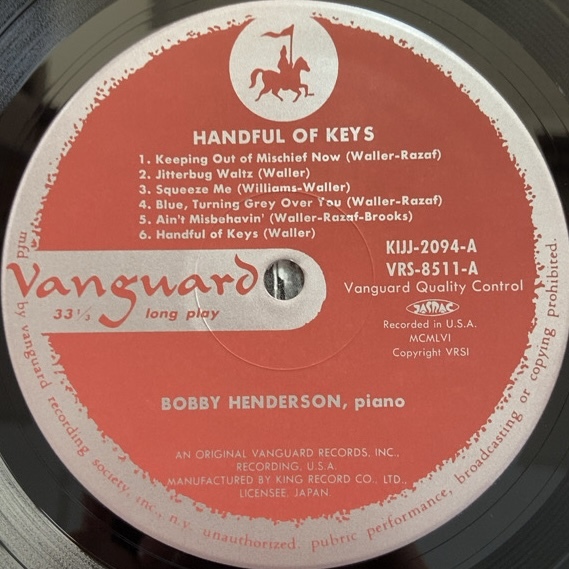 HANDFUL OF KEYS
1. Keeping Out of Mischief Now (Waller-Razaf)
2. Jitterbug Waltz (Waller)
3. Squeeze Me (Williams-Waller)
4. Blue, Turning Grey Over You (Waller-Razaf)
5. Ain't Misbehavin' (Waller-Razaf-Brooks)
6. Handful of Keys (Waller)
Vanguard
33 1/3 long play
KIJJ-2094-A
VRS-8511-A
Vanguard Quality Control
JASRAC
Recorded in U.S.A.
MCMLVI
Copyright VRSI
BOBBY HENDERSON, piano
AN ORIGINAL VANGUARD RECORDS, INC.,
RECORDING, U.S.A.
MANUFACTURED BY KING RECORD CO., LTD.,
LICENSEE, JAPAN.
mfd. by vanguard recording society, inc., n.y. unauthorized. public performance, broadcasting or copying prohibited.